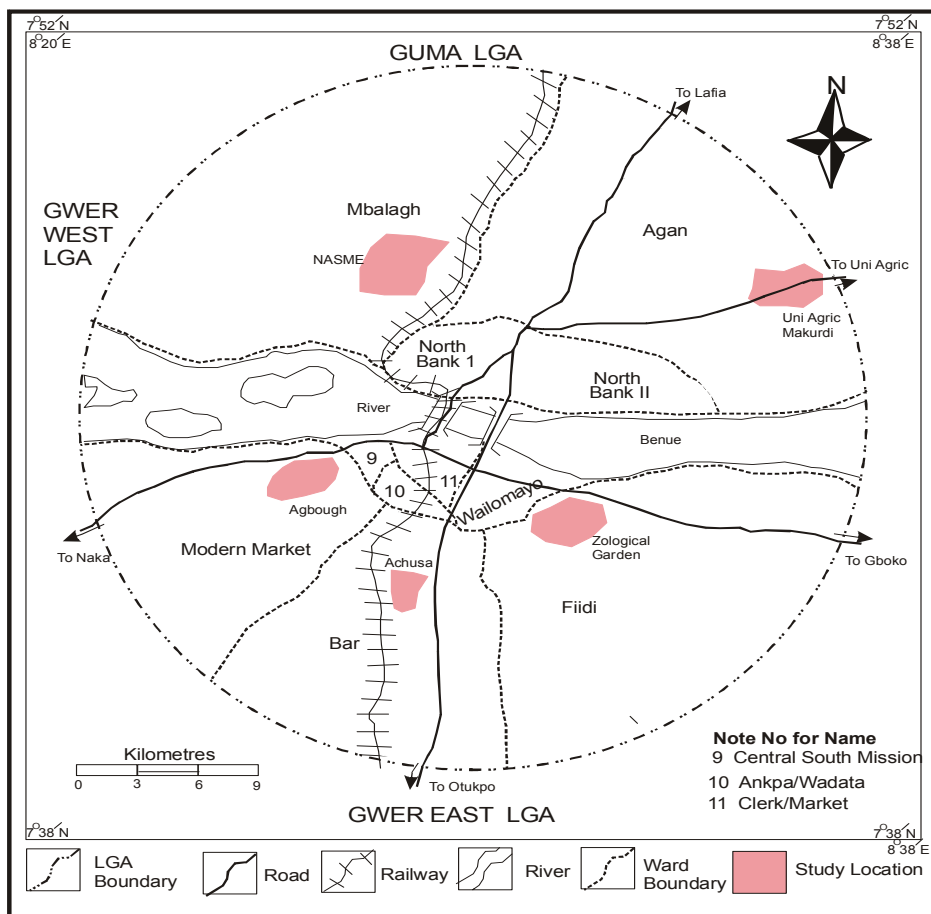 7°52′ N
8°20′ E
7°52′ N
8°38′ E
GUMA LGA
To Lafia
N
Mbalagh
GWER
WEST
LGA
NASME
Agan
To Uni Agric
Uni Agric
Makurdi
North
Bank 1
North
Bank II
River
Benue
9
10
11
Wailomayo
Agbough
Zological
Garden
To Naka
Modern Market
Achusa
To Gboko
Fiidi
Bar
Kilometres
0 3 6 9
To Otukpo
GWER EAST LGA
Note No for Name
9 Central South Mission
10 Ankpa/Wadata
11 Clerk/Market
7°38′ N
7°38′ N
8°38′ E
LGA
Boundary
Road
Railway
River
Ward
Boundary
Study Location